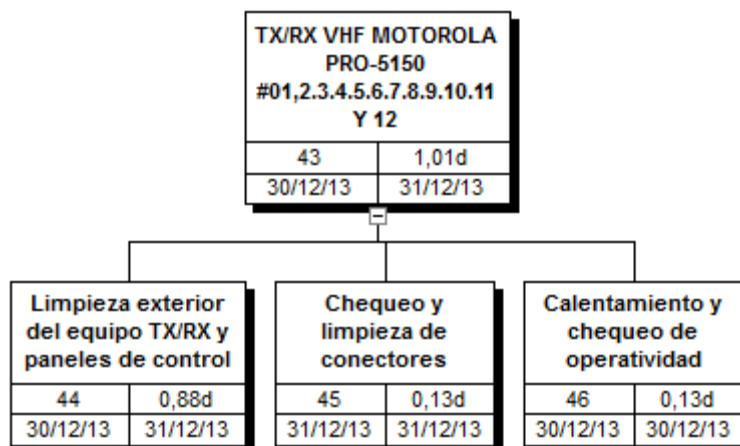 TX/RX VHF MOTOROLA
PRO-5150
#01,2.3.4.5.6.7.8.9.10.11
Y 12
43 1,01d
30/12/13 31/12/13
Limpieza exterior
del equipo TX/RX y
paneles de control
44 0,88d
30/12/13 31/12/13
Chequeo y
limpieza de
conectores
45 0,13d
31/12/13 31/12/13
Calentamiento y
chequeo de
operatividad
46 0,13d
30/12/13 30/12/13